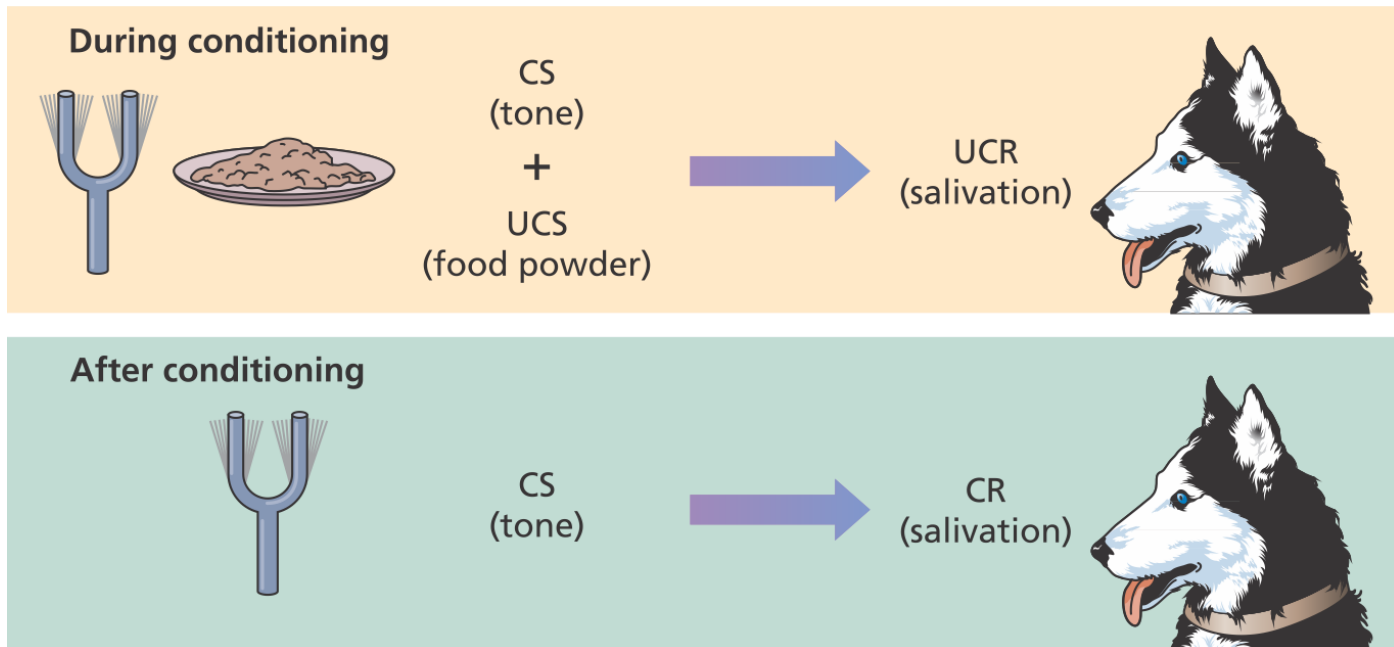 During conditioning
CS
(tone)
+
UCS
(food powder)
UCR
(salivation)
After conditioning
CS
(tone)
CR
(salivation)